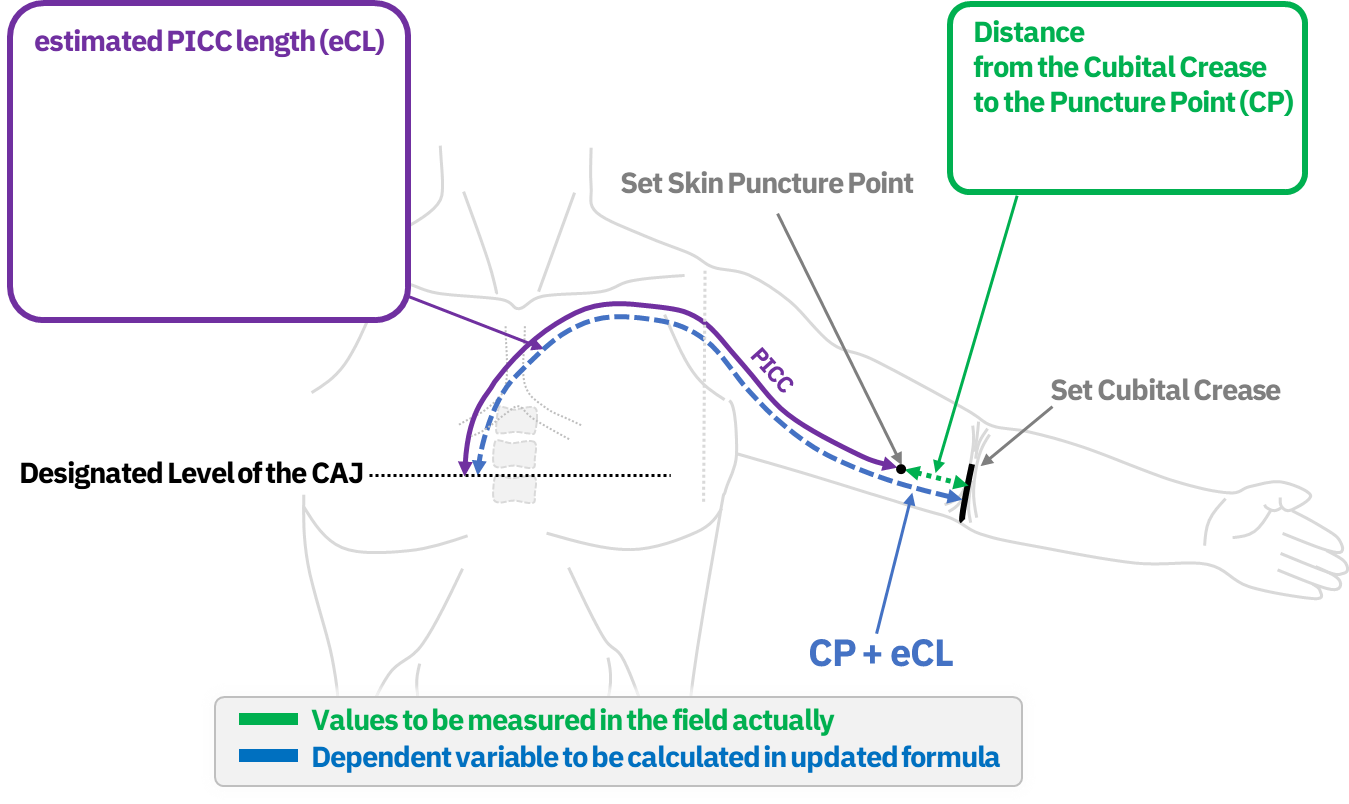 estimated PICC length (eCL)
Distance
from the Cubital Crease
to the Puncture Point (CP)
Set Skin Puncture Point
PICC
Set Cubital Crease
Designated Level of the CAJ
CP + eCL
Values to be measured in the field actually
Dependent variable to be calculated in updated formula